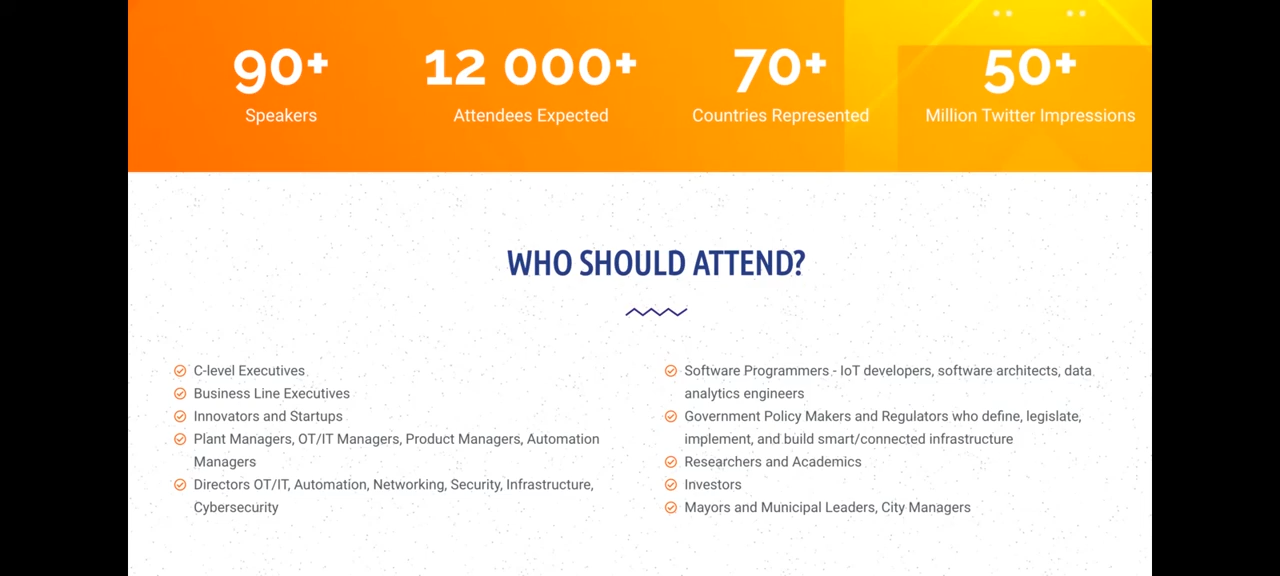 90+ 12 000+ 70+ 50+
Speakers Attendees Expected Countries Represented Million Twitter Impressions
WHO SHOULD ATTEND?
C-level Executives
Business Line Executives
Innovators and Startups
Plant Managers, OT/IT Managers, Product Managers, Automation
Managers
Directors OT/IT, Automation, Networking, Security, Infrastructure,
Cybersecurity
Software Programmers - IoT developers, software architects, data
analytics engineers
Government Policy Makers and Regulators who define, legislate,
implement, and build smart/connected infrastructure
Researchers and Academics
Investors
Mayors and Municipal Leaders, City Managers